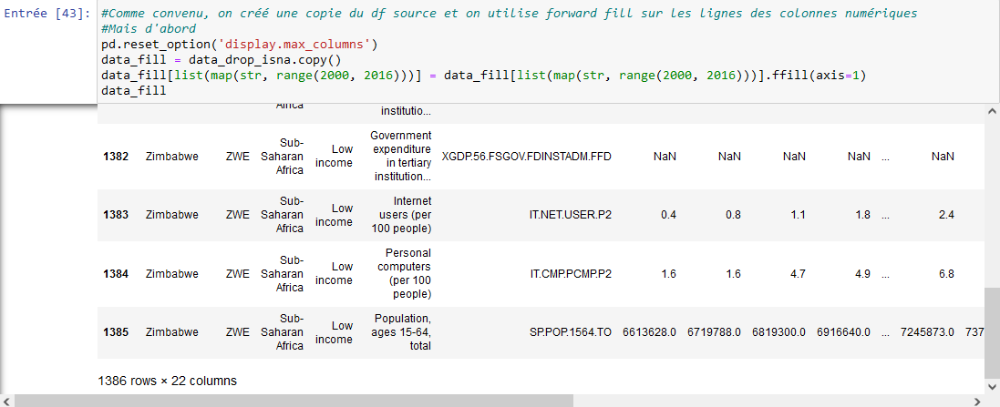 Entrée [43]: #Comme convenu, on créé une copie du df source et on utilise forward fill sur les lignes des colonnes numériques
#Mais d'abord
pd.reset_option('display.max_columns')
data_fill = data_drop_isna.copy()
data_fill[list(map(str, range(2000, 2016)))] = data_fill[list(map(str, range(2000, 2016)))].ffill(axis=1)
data_fill
Africa institutio...
Government
Sub- expenditure
1382 Zimbabwe ZWE Saharan Low in tertiary XGDP.56.FSGOV.FDINSTADM.FFD NaN NaN NaN NaN ... NaN
Africa income institution...
Sub- Internet
1383 Zimbabwe ZWE Saharan Low users (per IT.NET.USER.P2 0.4 0.8 1.1 1.8 ... 2.4
Africa income 100 people)
Personal
Sub- computers
1384 Zimbabwe ZWE Saharan Low (per 100 IT.CMP.PCMP.P2 1.6 1.6 4.7 4.9 ... 6.8
Africa income people)
Sub- Population,
1385 Zimbabwe ZWE Saharan Low ages 15-64, SP.POP.1564.TO 6613628.0 6719788.0 6819300.0 6916640.0 ... 7245873.0 737
Africa income total
1386 rows × 22 columns